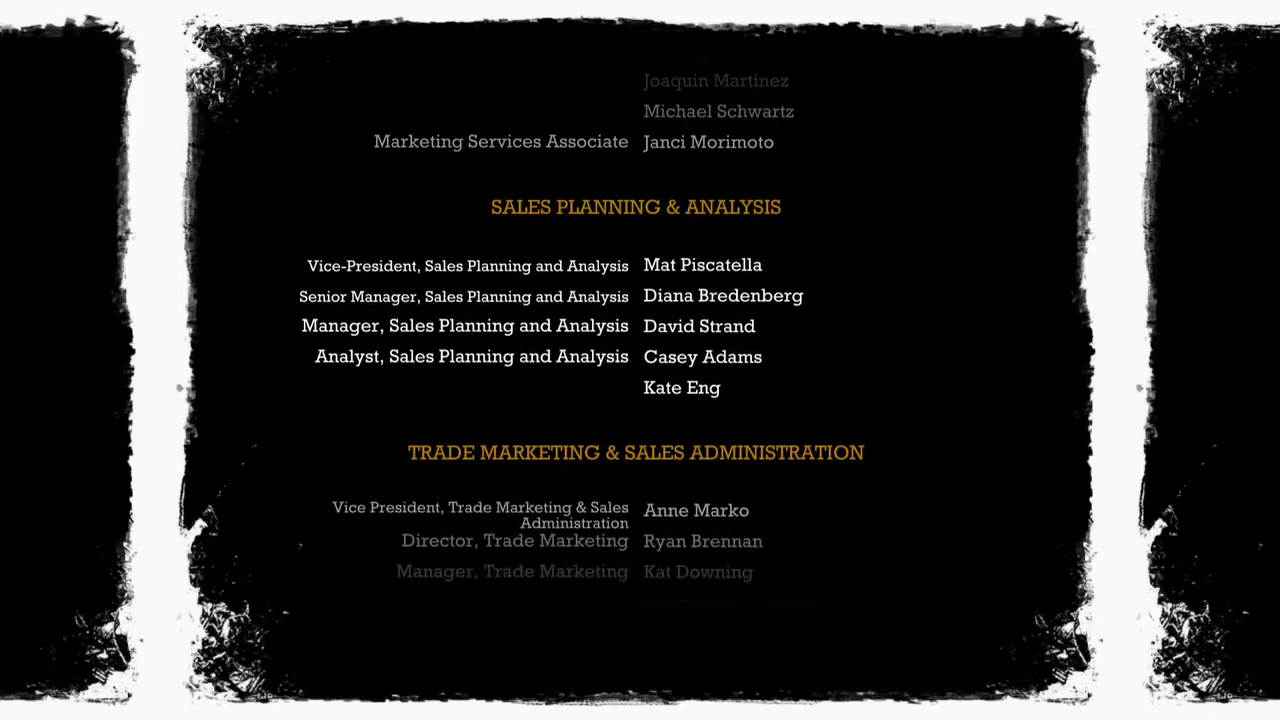 Joaquin Martinez
Michael Schwartz
Marketing Services Associate Janci Morimoto
SALES PLANNING & ANALYSIS
Vice-President, Sales Planning and Analysis Mat Piscatella
Senior Manager, Sales Planning and Analysis Diana Bredenberg
Manager, Sales Planning and Analysis David Strand
Analyst, Sales Planning and Analysis Casey Adams
Kate Eng
TRADE MARKETING & SALES ADMINISTRATION
Vice President, Trade Marketing & Sales Anne Marko
Administration
Director, Trade Marketing Ryan Brennan
Manager, Trade Marketing Kat Downing